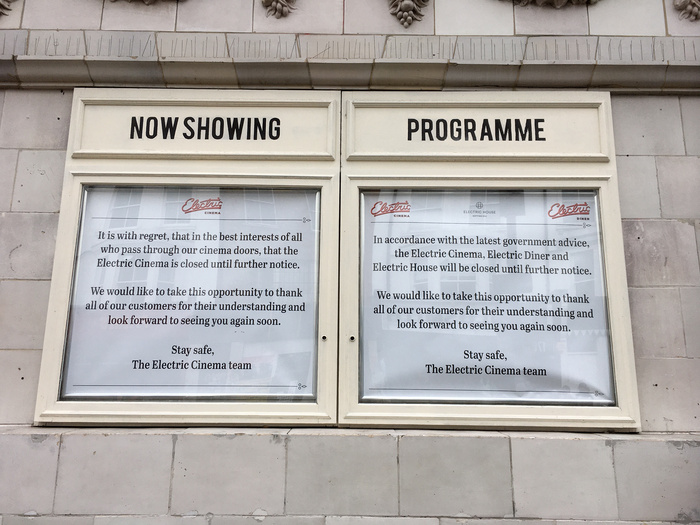 NOW SHOWING
Electric
CINEMA
It is with regret, that in the best interests of all
who pass through our cinema doors, that the
Electric Cinema is closed until further notice.
We would like to take this opportunity to thank
all of our customers for their understanding and
look forward to seeing you again soon.
Stay safe,
The Electric Cinema team
PROGRAMME
Electric
CINEMA
ELECTRIC HOUSE
Electric
DINER
In accordance with the latest government advice,
the Electric Cinema, Electric Diner and
Electric House will be closed until further notice.
We would like to take this opportunity to thank
all of our customers for their understanding and
look forward to seeing you again soon.
Stay safe,
The Electric Cinema team